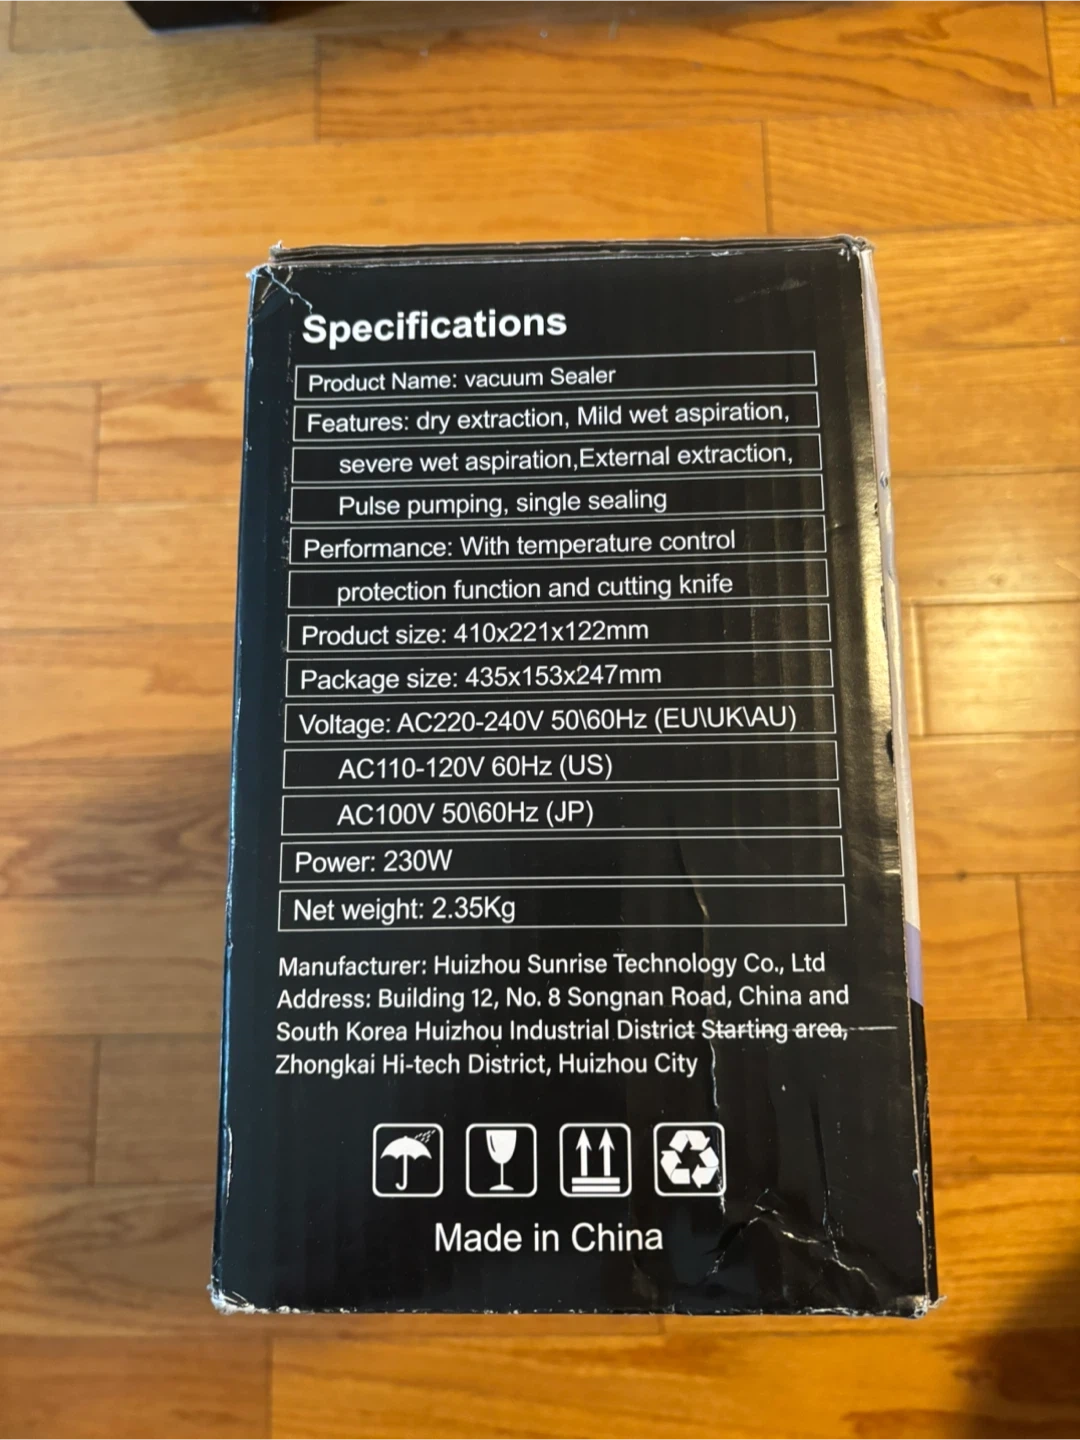 Specifications
Product Name: vacuum Sealer
Features: dry extraction, Mild wet aspiration,
severe wet aspiration,External extraction,
Pulse pumping, single sealing
Performance: With temperature control
protection function and cutting knife
Product size: 410x221x122mm
Package size: 435x153x247mm
Voltage: AC220-240V 50\60Hz (EU\UK\AU)
AC110-120V 60Hz (US)
AC100V 50\60Hz (JP)
Power: 230W
Net weight: 2.35Kg
Manufacturer: Huizhou Sunrise Technology Co., Ltd
Address: Building 12, No. 8 Songnan Road, China and
South Korea Huizhou Industrial District Starting area,
Zhongkai Hi-tech District, Huizhou City
Made in China